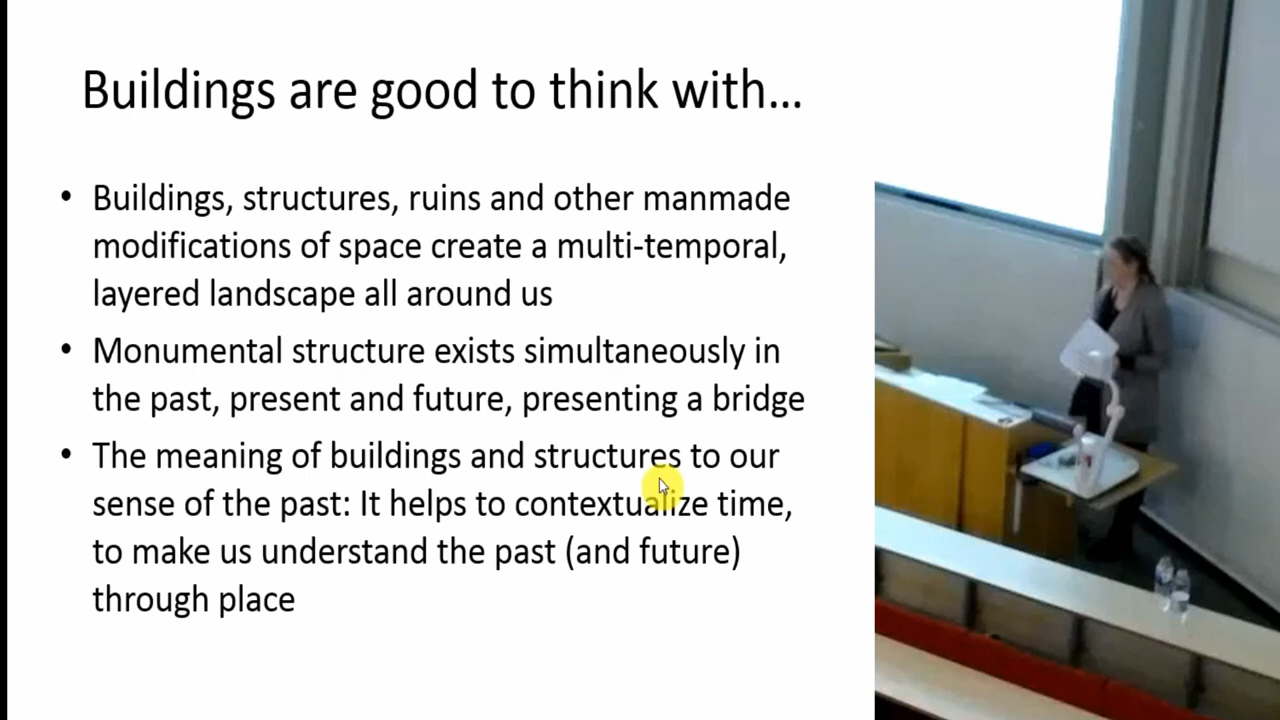 Buildings are good to think with...
• Buildings, structures, ruins and other manmade
modifications of space create a multi-temporal,
layered landscape all around us
• Monumental structure exists simultaneously in
the past, present and future, presenting a bridge
• The meaning of buildings and structures to our
sense of the past: It helps to contextualize time,
to make us understand the past (and future)
through place